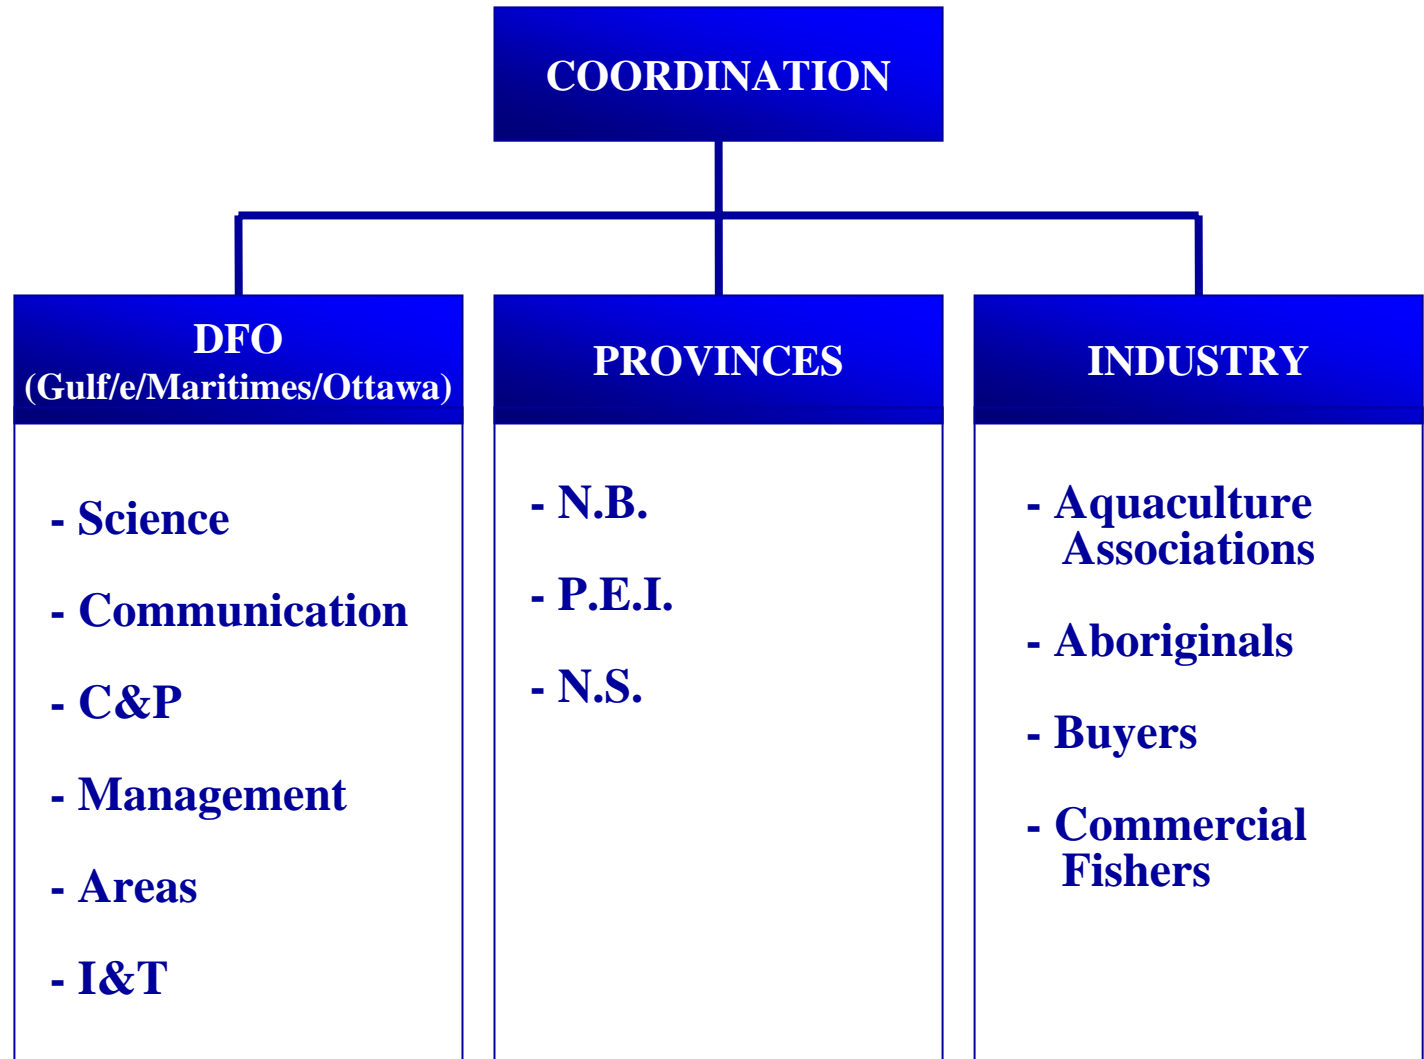 COORDINATION
DFO
(Gulf/e/Maritimes/Ottawa)
- Science
- Communication
- C&P
- Management
- Areas
- I&T
PROVINCES
- N.B.
- P.E.I.
- N.S.
INDUSTRY
- Aquaculture
Associations
- Aboriginals
- Buyers
- Commercial
Fishers